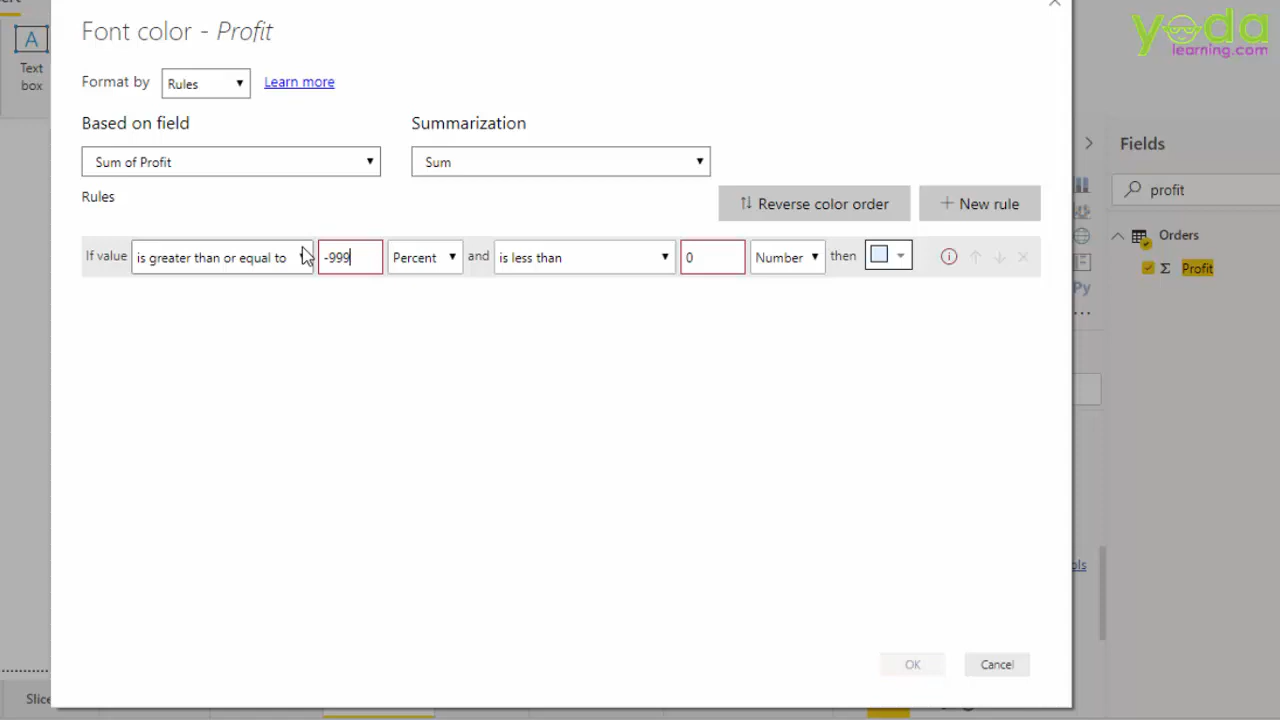 Font color - Profit
yoda
learning.com
Text
box
Format by Rules Learn more
Based on field Summarization
Fields
Sum of Profit Sum
profit
Rules
Reverse color order New rule
Orders
If value is greater than or equal to -999 Percent and is less than 0 Number then
Σ Profit
Py
...
OK Cancel
Slice